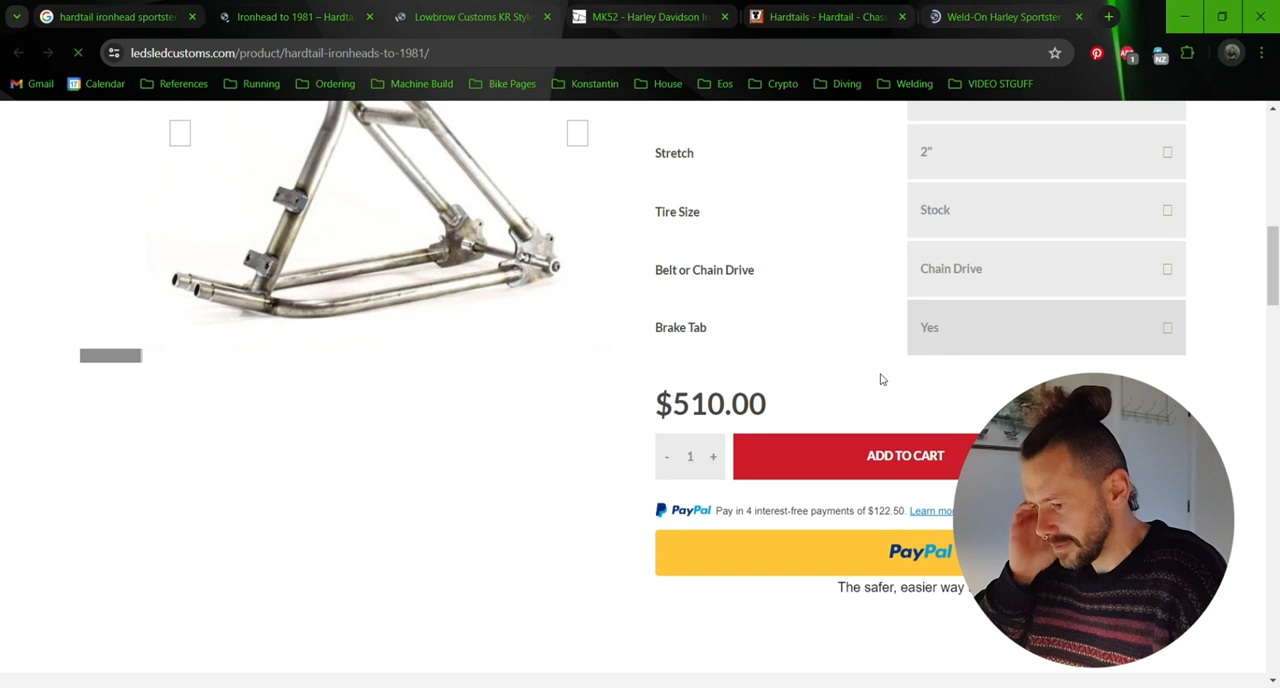 hardtail ironhead sportster
Ironhead to 1981 – Hardta
Lowbrow Customs KR Style
MK52 - Harley Davidson Ir
Hardtails - Hardtail - Chass
Weld-On Harley Sportster
ledsledcustoms.com/product/hardtail-ironheads-to-1981/
1
NZ
Gmail
Calendar
References
Running
Ordering
Machine Build
Bike Pages
Konstantin
House
Eos
Crypto
Diving
Welding
VIDEO STGUFF
Stretch
2"
Tire Size
Stock
Belt or Chain Drive
Chain Drive
Brake Tab
Yes
$510.00
- 1 +
ADD TO CART
PayPal Pay in 4 interest-free payments of $122.50. Learn mo
PayPal
The safer, easier way